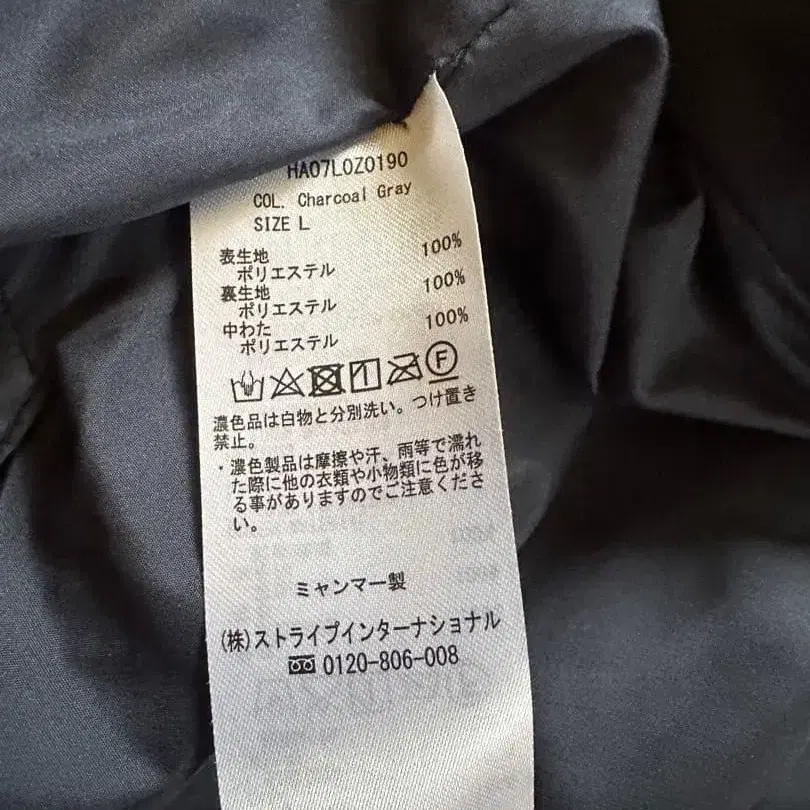 HA07L0Z0190
COL. Charcoal Gray
SIZE L
表生地
ポリエステル 100%
裏生地
ポリエステル 100%
中わた
ポリエステル 100%
F
濃色品は白物と分別洗い。つけ置き
禁止。
・濃色製品は摩擦や汗、雨等で濡れ
た際に他の衣類や小物類に色が移
る事がありますのでご注意くださ
い。
ミャンマー製
(株)ストライプインターナショナル
0120-806-008